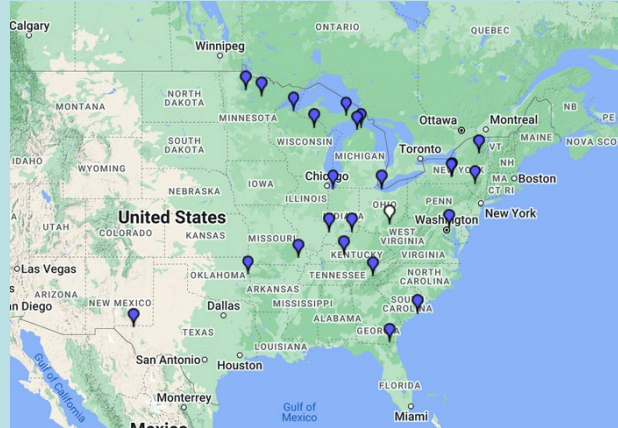 Calgary
ONTARIO
QUEBEC
Winnipeg
NORTH
DAKOTA
MONTANA
MINNESOTA
Ottawa
Montreal
NB
PE
MAINE
NOVA SCO
VT
SOUTH
DAKOTA
WISCONSIN
Toronto
MICHIGAN
NH
IDAHO
WYOMING
NEW YORK
MA
Boston
CT RI
IOWA
Chicago
NEBRASKA
ILLINOIS
OHIO
PENN
New York
United States
INDIANA
Washington
WEST
VIRGINIA
UTAH
COLORADO
KANSAS
MISSOURI
KENTUCKY
VIRGINIA
Las Vegas
OKLAHOMA
TENNESSEE
NORTH
CAROLINA
s
ARIZONA
NEW MEXICO
ARKANSAS
n Diego
Dallas
MISSISSIPPI
SOUTH
CAROLINA
ALABAMA
GEORGIA
TEXAS
LOUISIANA
San Antonio
Houston
Gulf of California
FLORIDA
Monterrey
Gulf of
Mexico
Miami
Mexico